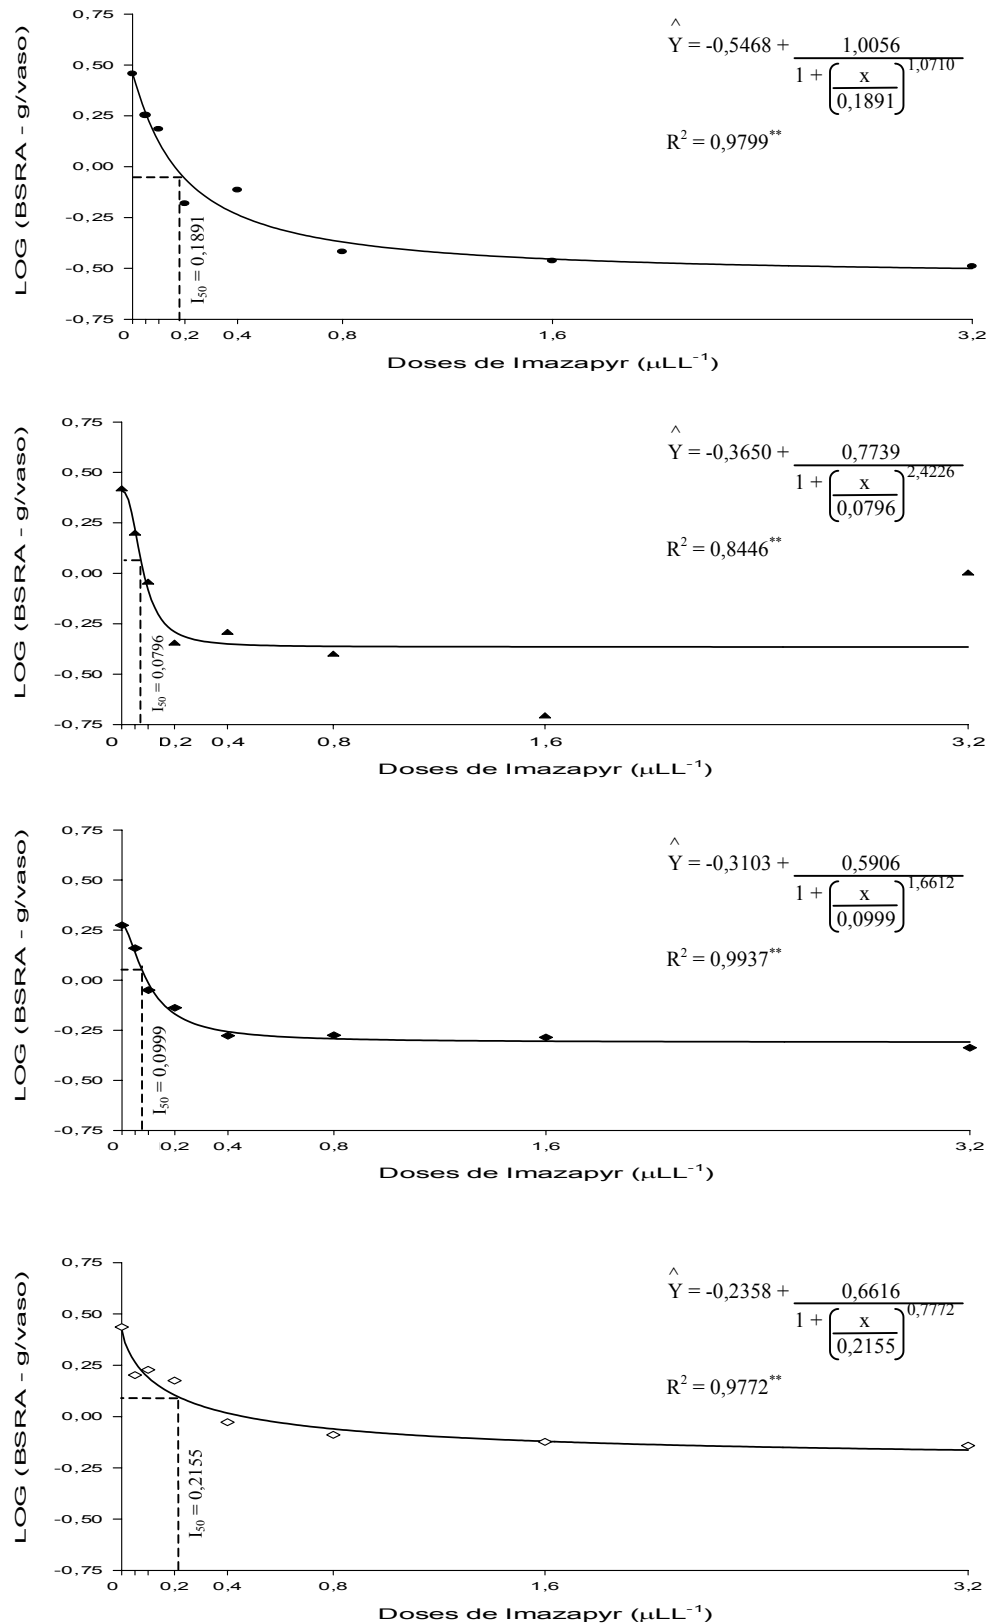 0,75
^
Y = -0,5468 + 1,0056
1 + (x / 0,1891)^1,0710
0,50
0,25
R² = 0,9799**
0,00
-0,25
-0,50
-0,75
LOG (BSRA - g/vaso)
I₅₀ = 0,1891
0 0,2 0,4 0,8 1,6 3,2
Doses de Imazapyr (µLL⁻¹)
0,75
^
Y = -0,3650 + 0,7739
1 + (x / 0,0796)^2,4226
0,50
0,25
R² = 0,8446**
0,00
-0,25
-0,50
-0,75
LOG (BSRA - g/vaso)
I₅₀ = 0,0796
0 0,2 0,4 0,8 1,6 3,2
Doses de Imazapyr (µLL⁻¹)
0,75
^
Y = -0,3103 + 0,5906
1 + (x / 0,0999)^1,6612
0,50
0,25
R² = 0,9937**
0,00
-0,25
-0,50
-0,75
LOG (BSRA - g/vaso)
I₅₀ = 0,0999
0 0,2 0,4 0,8 1,6 3,2
Doses de Imazapyr (µLL⁻¹)
0,75
^
Y = -0,2358 + 0,6616
1 + (x / 0,2155)^0,7772
0,50
0,25
R² = 0,9772**
0,00
-0,25
-0,50
-0,75
LOG (BSRA - g/vaso)
I₅₀ = 0,2155
0 0,2 0,4 0,8 1,6 3,2
Doses de Imazapyr (µLL⁻¹)